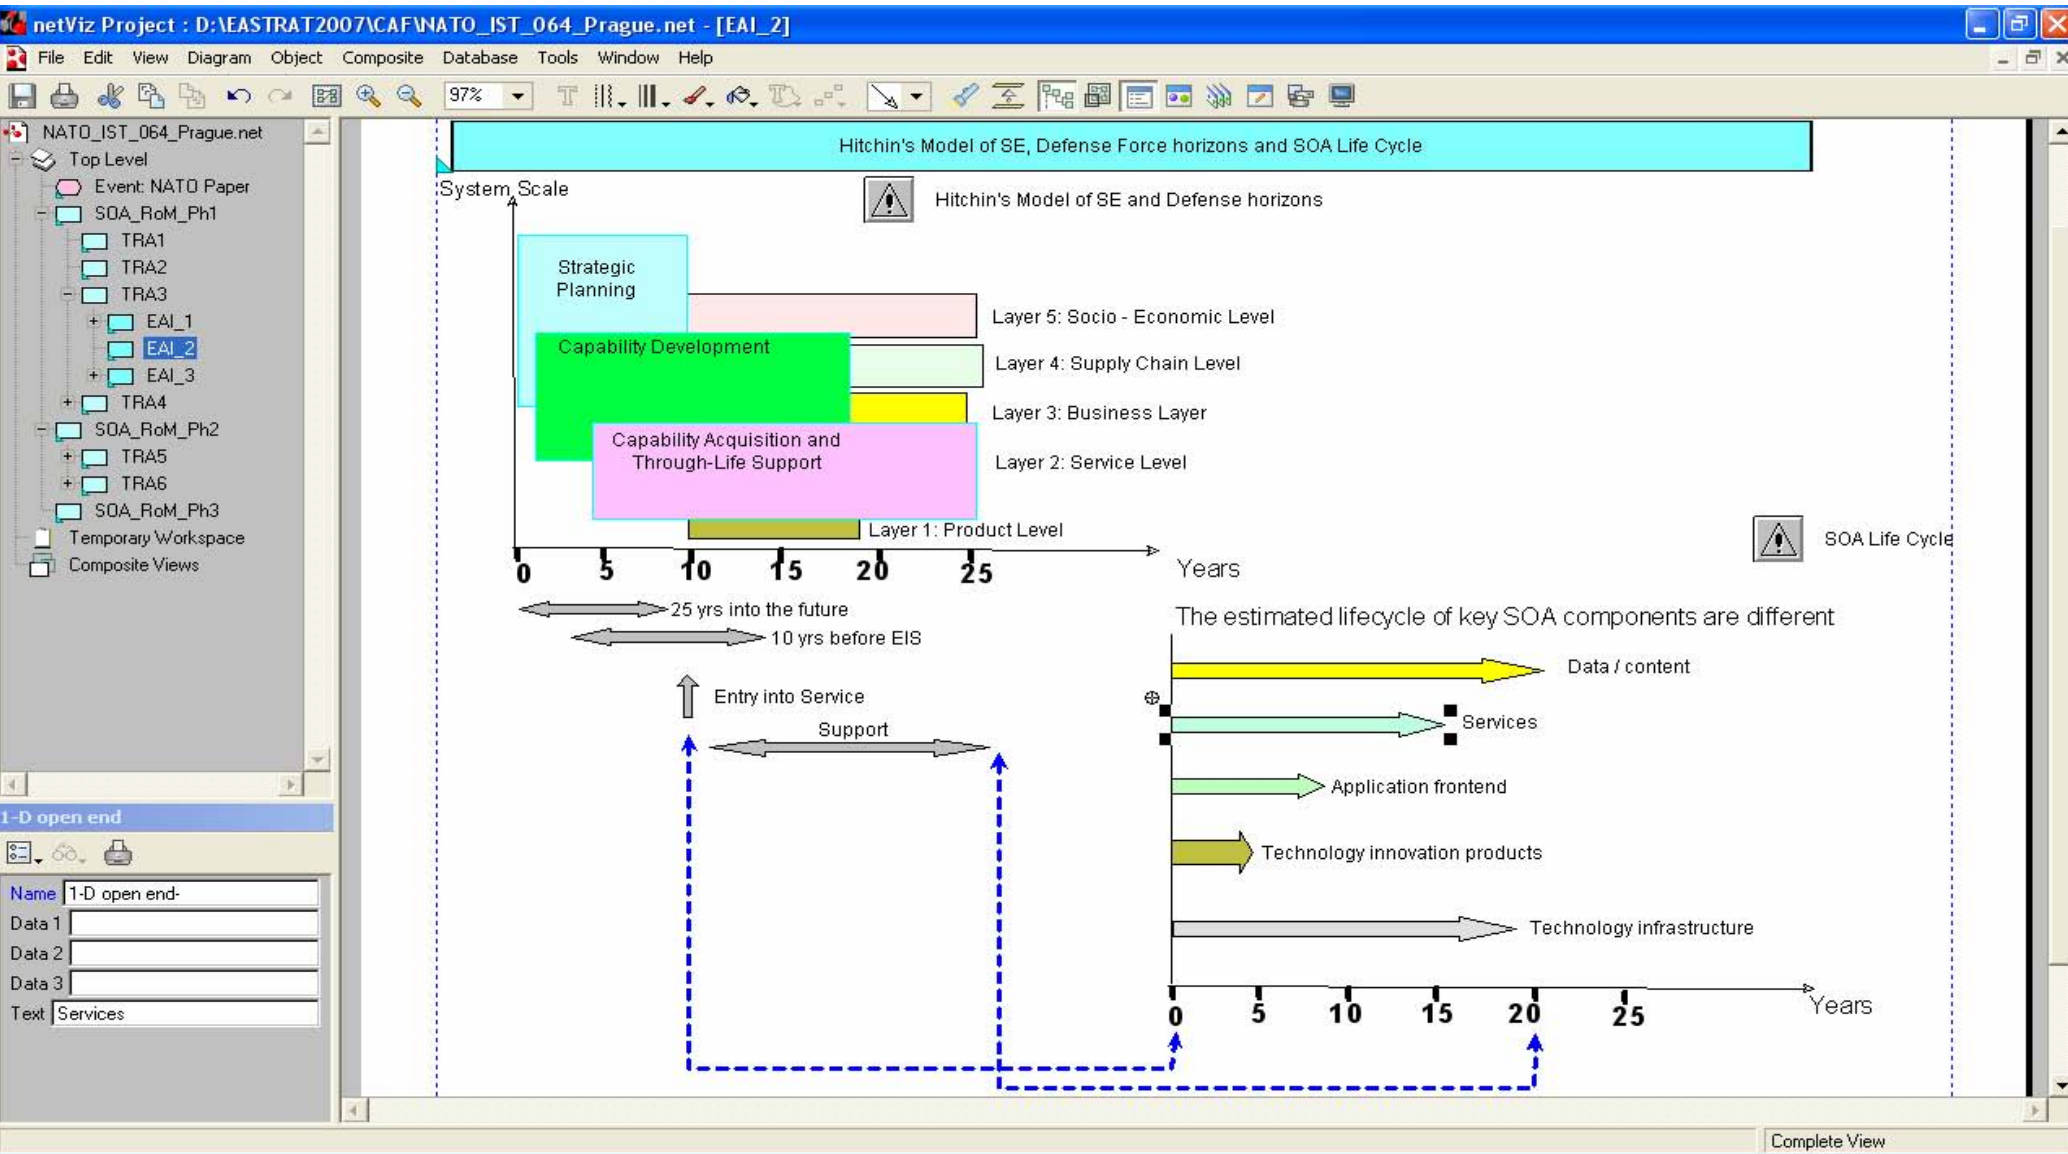 netViz Project : D:\EASTRAT2007\CAF\NATO_IST_064_Prague.net - [EAI_2]
File Edit View Diagram Object Composite Database Tools Window Help
97%
NATO_IST_064_Prague.net
Top Level
Event: NATO Paper
SOA_RoM_Ph1
TRA1
TRA2
TRA3
EAI_1
EAI_2
EAI_3
TRA4
SOA_RoM_Ph2
TRA5
TRA6
SOA_RoM_Ph3
Temporary Workspace
Composite Views
1-D open end
Name 1-D open end-
Data 1
Data 2
Data 3
Text Services
Hitchin's Model of SE, Defense Force horizons and SOA Life Cycle
System Scale
Hitchin's Model of SE and Defense horizons
Strategic
Planning
Layer 5: Socio - Economic Level
Capability Development
Layer 4: Supply Chain Level
Layer 3: Business Layer
Capability Acquisition and
Through-Life Support
Layer 2: Service Level
Layer 1: Product Level
SOA Life Cycle
0 5 10 15 20 25
Years
25 yrs into the future
10 yrs before EIS
Entry into Service
Support
The estimated lifecycle of key SOA components are different
Data / content
Services
Application frontend
Technology innovation products
Technology infrastructure
0 5 10 15 20 25
Years
Complete View